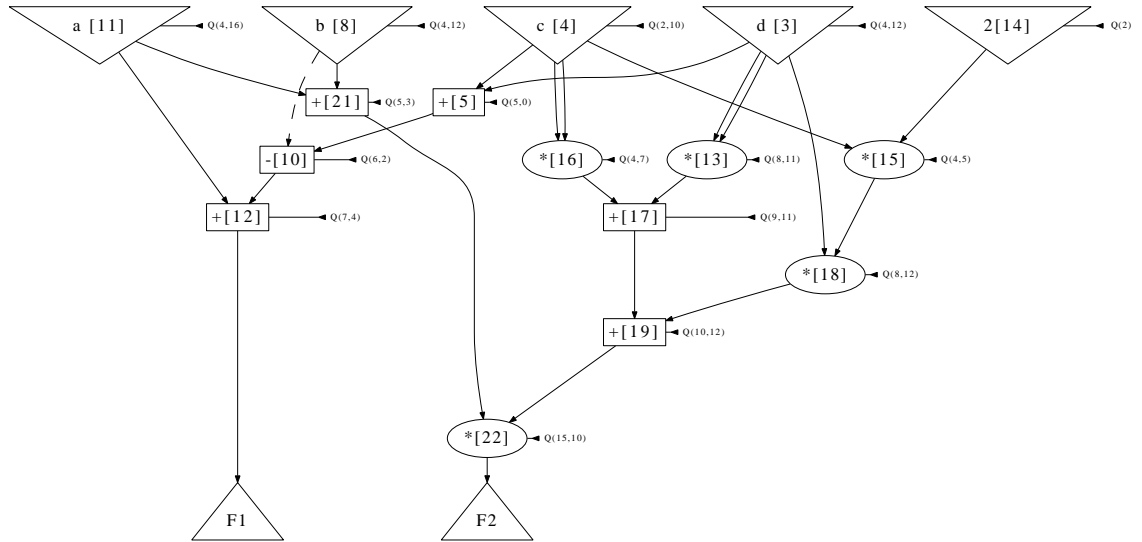 a [11]
Q(4,16)
b [8]
Q(4,12)
c [4]
Q(2,10)
d [3]
Q(4,12)
2[14]
Q(2)
+[21]
Q(5,3)
+[5]
Q(5,0)
-[10]
Q(6,2)
*[16]
Q(4,7)
*[13]
Q(8,11)
*[15]
Q(4,5)
+[12]
Q(7,4)
+[17]
Q(9,11)
*[18]
Q(8,12)
+[19]
Q(10,12)
*[22]
Q(15,10)
F1
F2